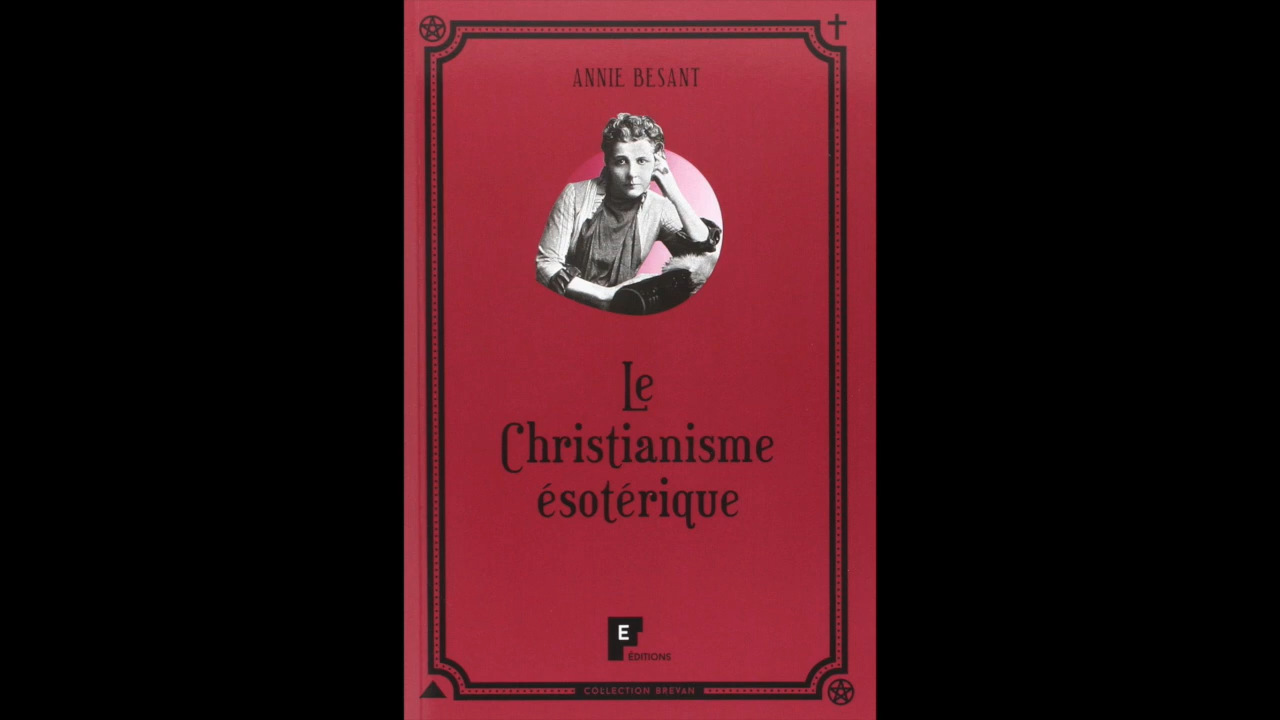 ANNIE BESANT
Le
Christianisme
ésotérique
E
ÉDITIONS
COLLECTION BREVAN